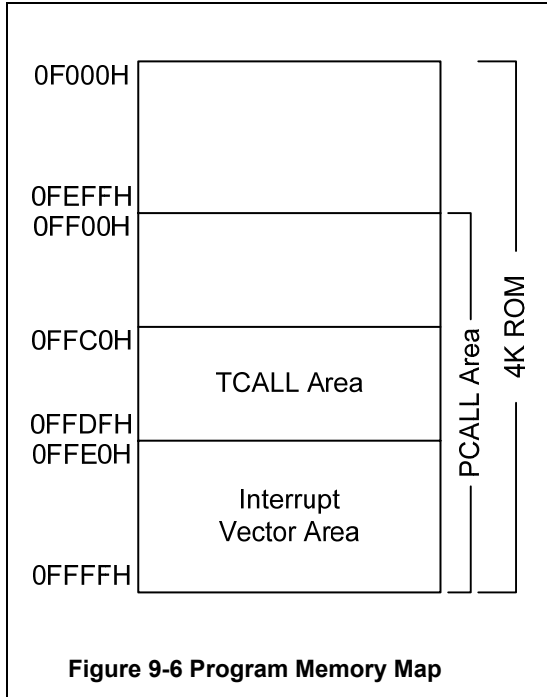 0F000H
0FEFFH
0FF00H
0FFC0H
TCALL Area
0FFDFH
0FFE0H
Interrupt
Vector Area
0FFFFH
PCALL Area
4K ROM
Figure 9-6 Program Memory Map